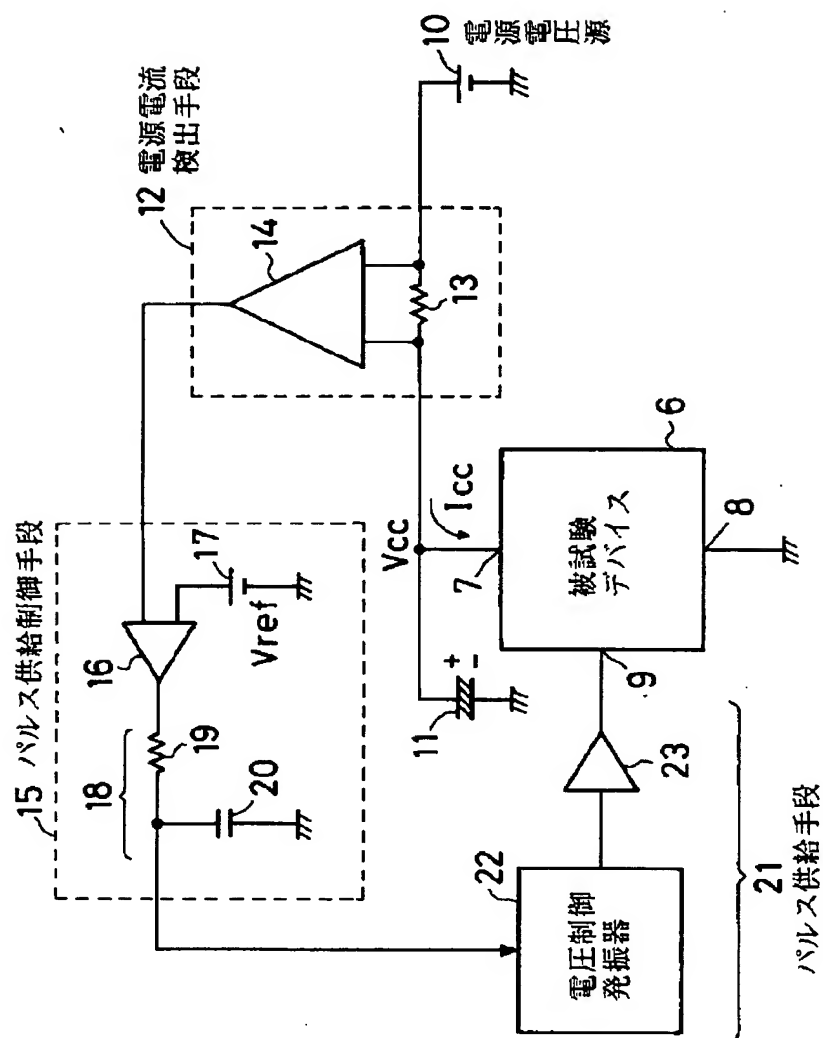 12 電源電流
検出手段
14
13
10
電源電圧源
15 パルス供給制御手段
16
17
Vref
18
19
20
Vcc
Icc
7
6
被試験
デバイス
8
9
11
+
-
22
電圧制御
発振器
23
21
パルス供給手段